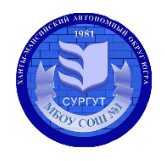 ХАНТЫ-МАНСИЙСКИЙ АВТОНОМНЫЙ ОКРУГ ЮГРА
1981
СУРГУТ
МБОУ СОШ №1